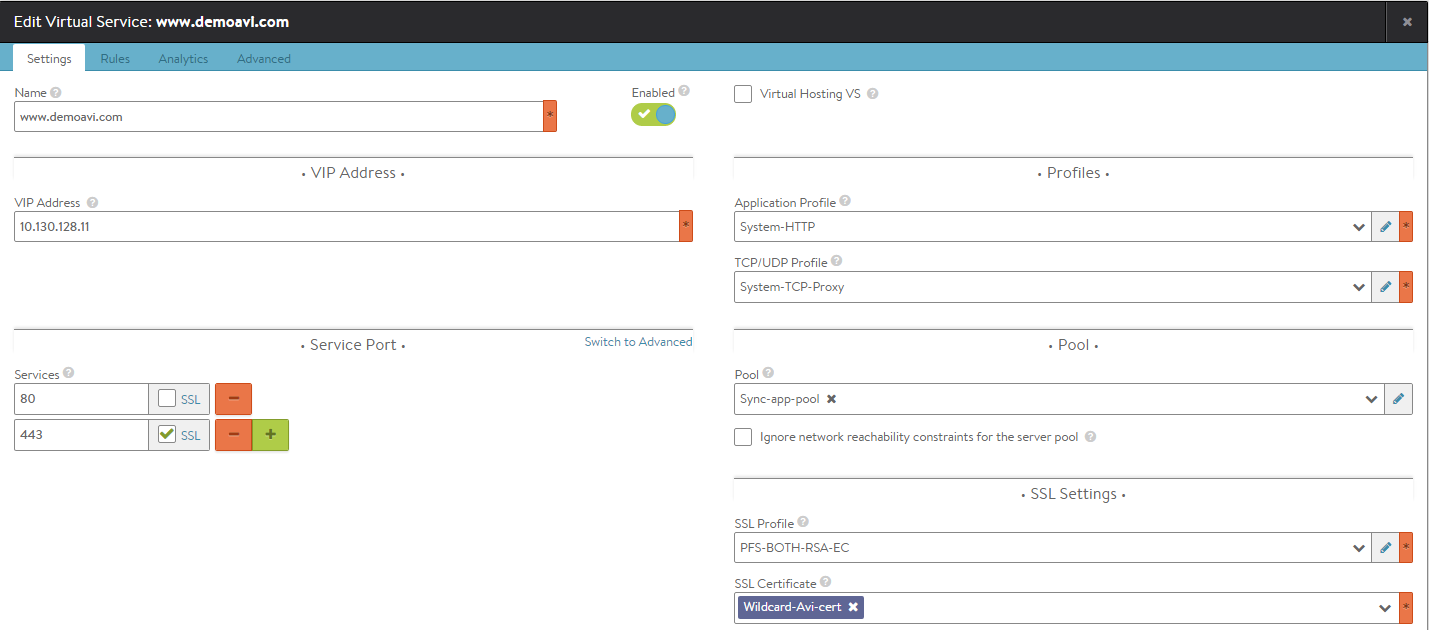 Edit Virtual Service: www.demoavi.com
Settings Rules Analytics Advanced
Name
www.demoavi.com *
Enabled
Virtual Hosting VS
• VIP Address •
VIP Address
10.130.128.11 *
• Service Port •
Switch to Advanced
Services
80 SSL
443 SSL
• Profiles •
Application Profile
System-HTTP *
TCP/UDP Profile
System-TCP-Proxy *
• Pool •
Pool
Sync-app-pool
Ignore network reachability constraints for the server pool
• SSL Settings •
SSL Profile
PFS-BOTH-RSA-EC *
SSL Certificate
Wildcard-Avi-cert *